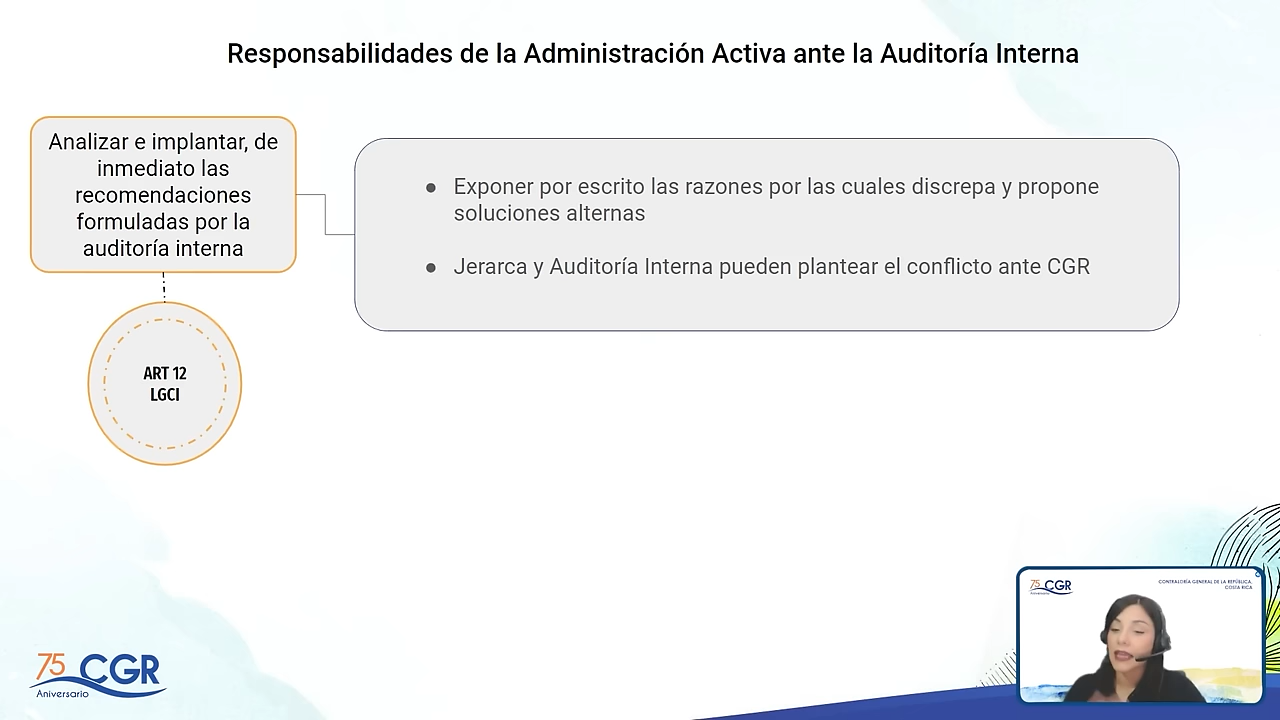 Responsabilidades de la Administración Activa ante la Auditoría Interna
Analizar e implantar, de
inmediato las
recomendaciones
formuladas por la
auditoría interna
● Exponer por escrito las razones por las cuales discrepa y propone
soluciones alternas
● Jerarca y Auditoría Interna pueden plantear el conflicto ante CGR
ART 12
LGCI
75 CGR
Aniversario
75 CGR
Aniversario
CONTRALORÍA GENERAL DE LA REPÚBLICA,
COSTA RICA